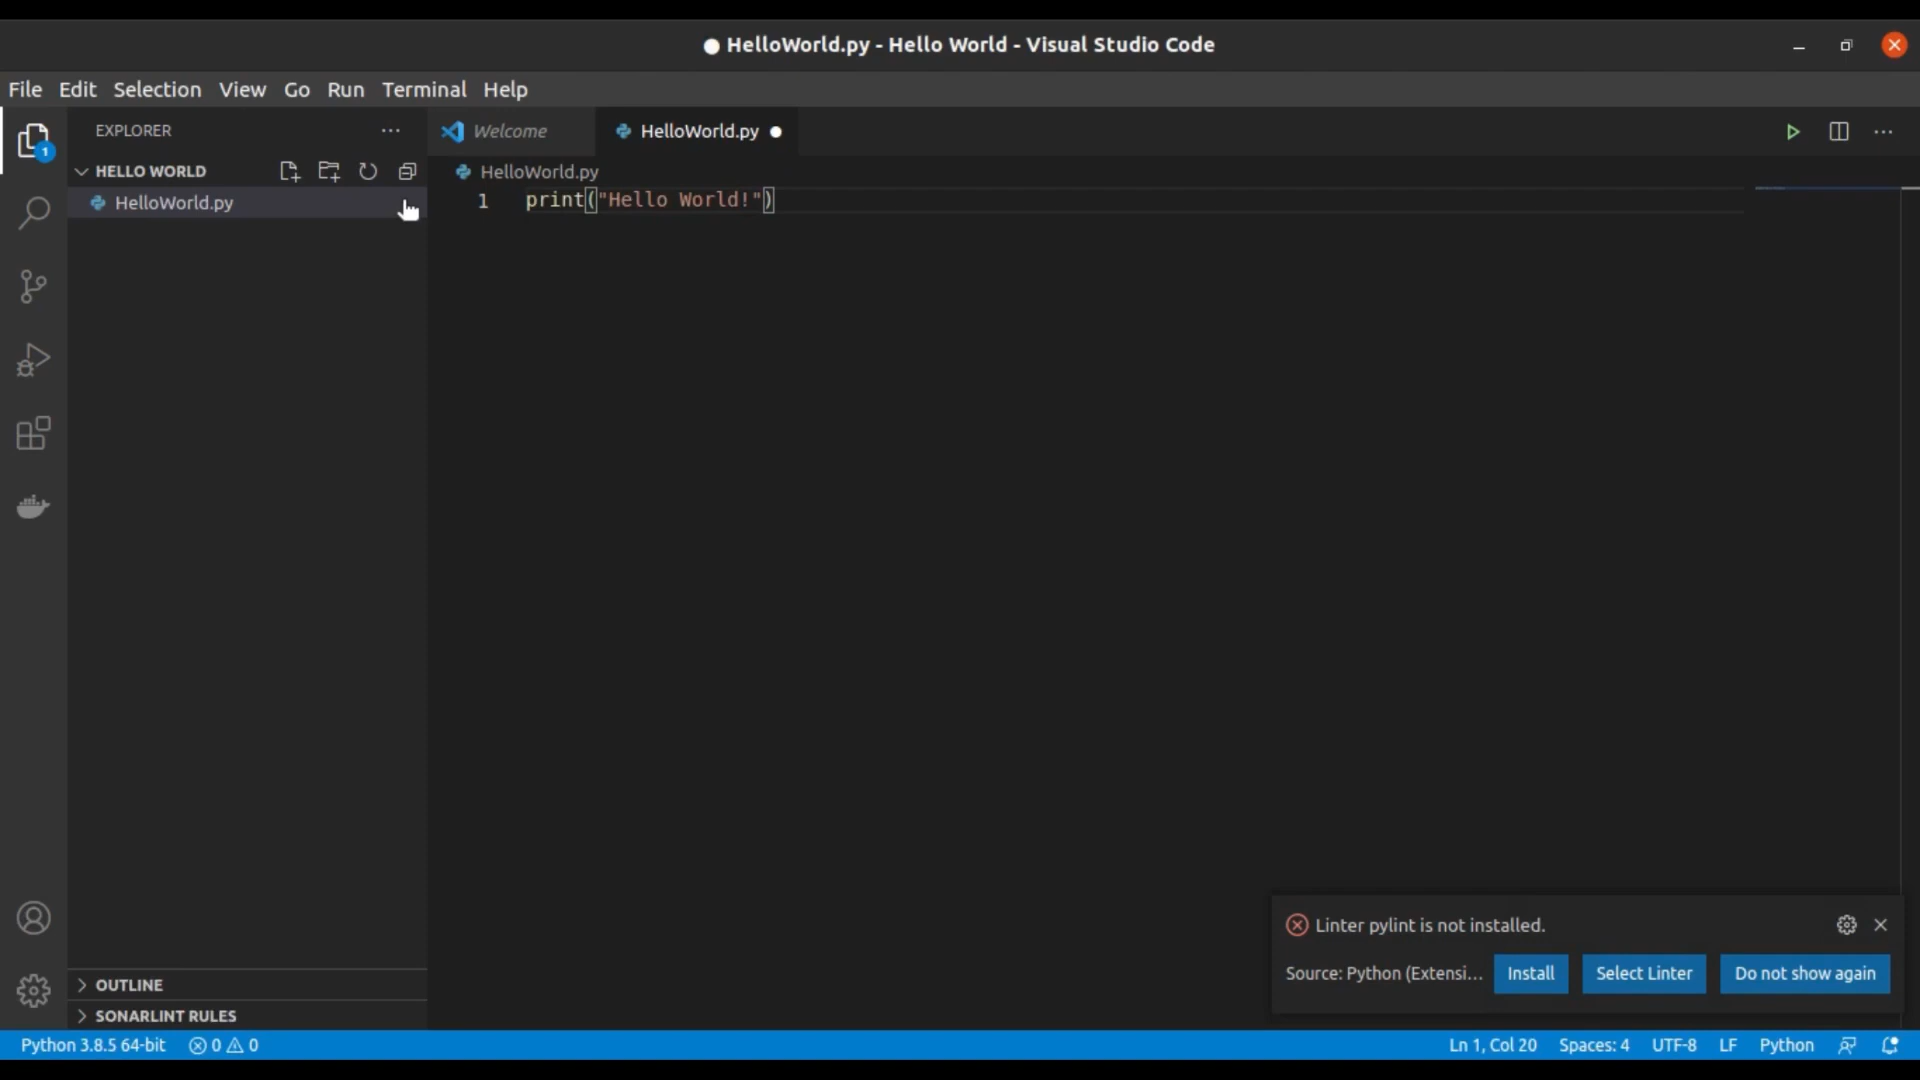 HelloWorld.py - Hello World - Visual Studio Code
File Edit Selection View Go Run Terminal Help
EXPLORER
Welcome
HelloWorld.py
1
HELLO WORLD
HelloWorld.py
HelloWorld.py
1 print("Hello World!")
Linter pylint is not installed.
Source: Python (Extensi...
Install
Select Linter
Do not show again
OUTLINE
SONARLINT RULES
Python 3.8.5 64-bit 0 0 Ln 1, Col 20 Spaces: 4 UTF-8 LF Python